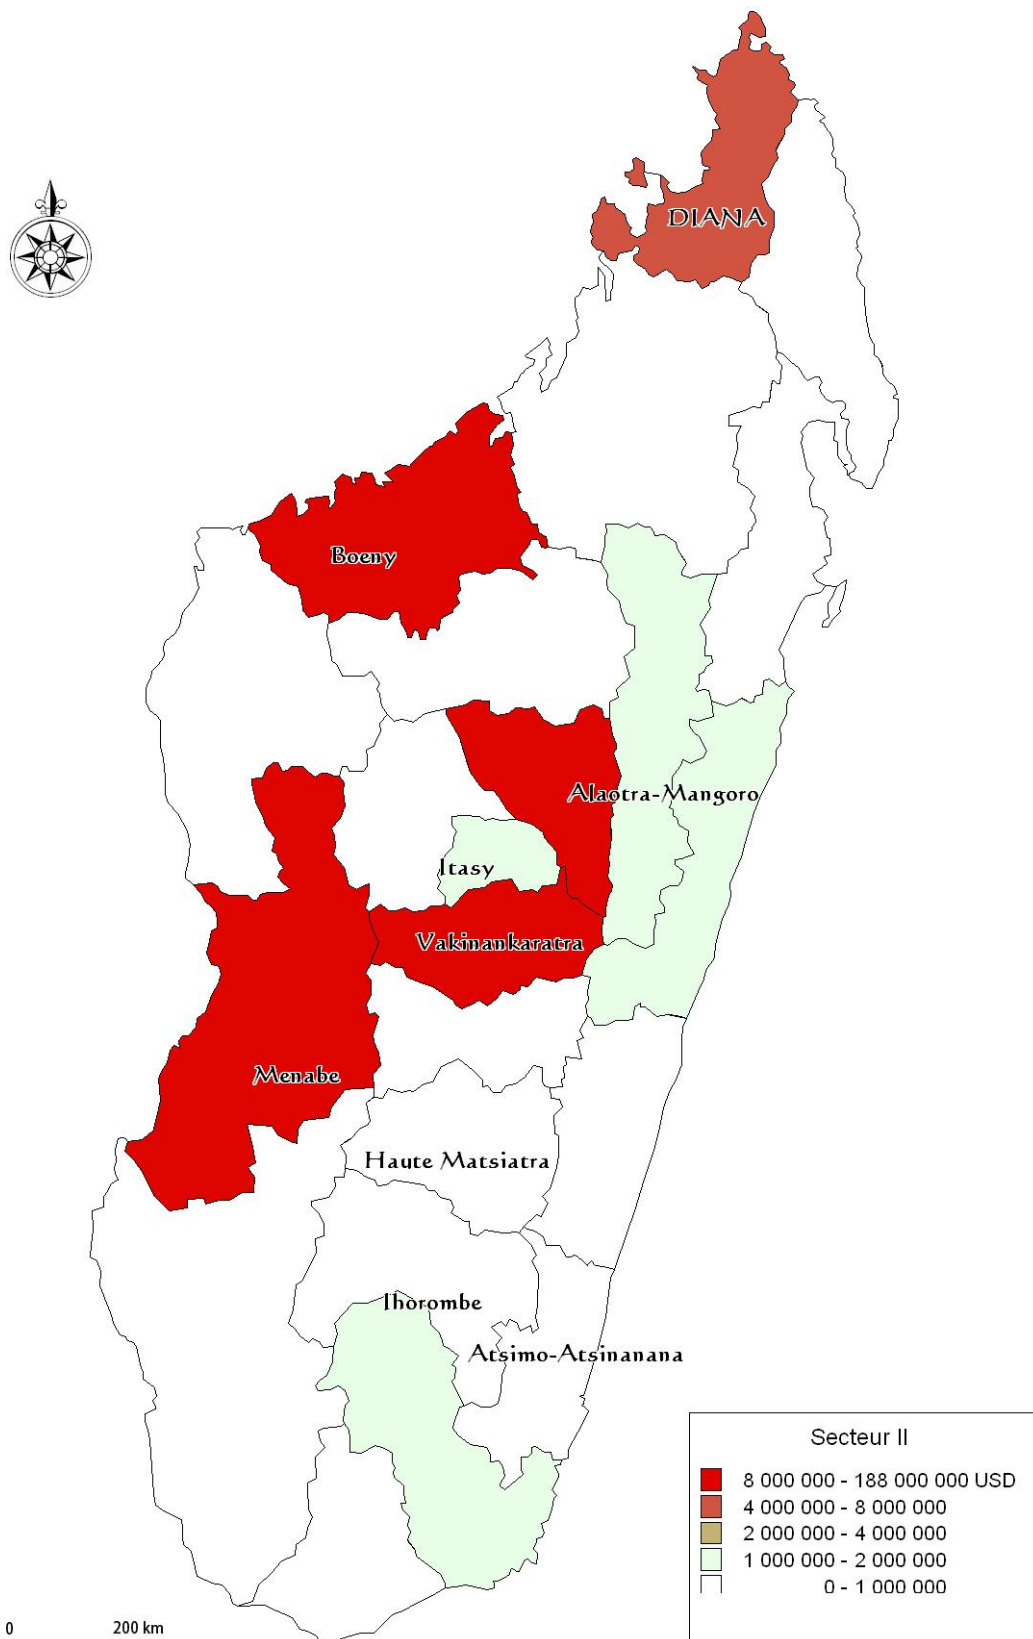 DIANA
Boeny
Alaotra-Mangoro
Itasy
Vakinankaratra
Menabe
Haute Matsiatra
Ihorombe
Atsimo-Atsinanana
Secteur II
8 000 000 - 188 000 000 USD
4 000 000 - 8 000 000
2 000 000 - 4 000 000
1 000 000 - 2 000 000
0 - 1 000 000
0 200 km